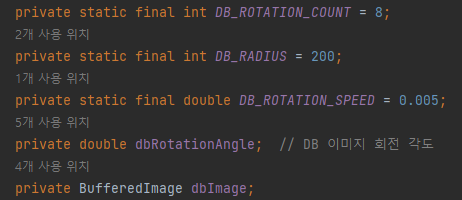 private static final int DB_ROTATION_COUNT = 8;
2개 사용 위치
private static final int DB_RADIUS = 200;
1개 사용 위치
private static final double DB_ROTATION_SPEED = 0.005;
5개 사용 위치
private double dbRotationAngle;  // DB 이미지 회전 각도
4개 사용 위치
private BufferedImage dbImage;